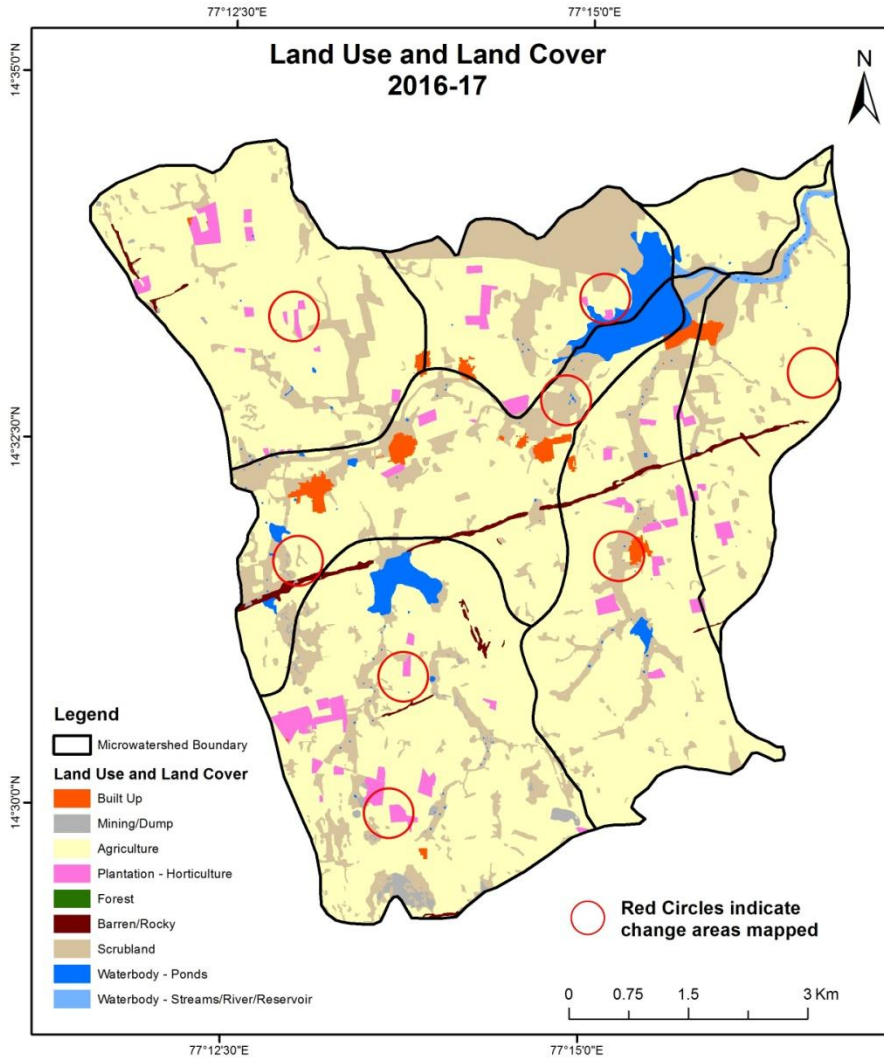 77°12'30"E
77°15'0"E
Land Use and Land Cover
2016-17
N
14°35'0"N
14°32'30"N
14°30'0"N
Legend
Microwatershed Boundary
Land Use and Land Cover
Built Up
Mining/Dump
Agriculture
Plantation - Horticulture
Forest
Barren/Rocky
Scrubland
Waterbody - Ponds
Waterbody - Streams/River/Reservoir
Red Circles indicate
change areas mapped
0 0.75 1.5 3 Km
77°12'30"E
77°15'0"E